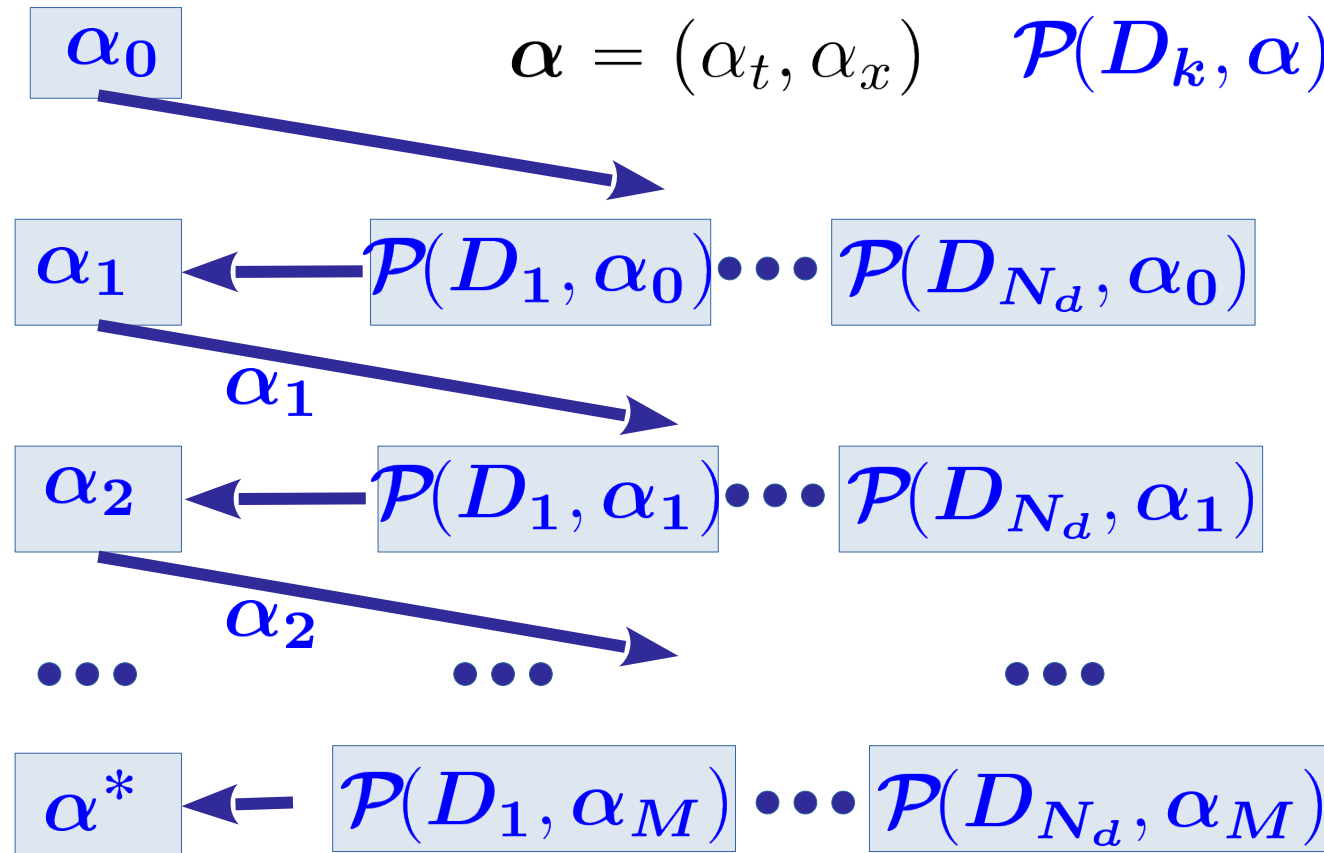 α₀ α = (αₜ, αₓ) 𝒫(D_k, α)
α₁ 𝒫(D₁, α₀) ••• 𝒫(D_{N_d}, α₀)
α₁
α₂ 𝒫(D₁, α₁) ••• 𝒫(D_{N_d}, α₁)
α₂
••• ••• •••
α* 𝒫(D₁, α_M) ••• 𝒫(D_{N_d}, α_M)